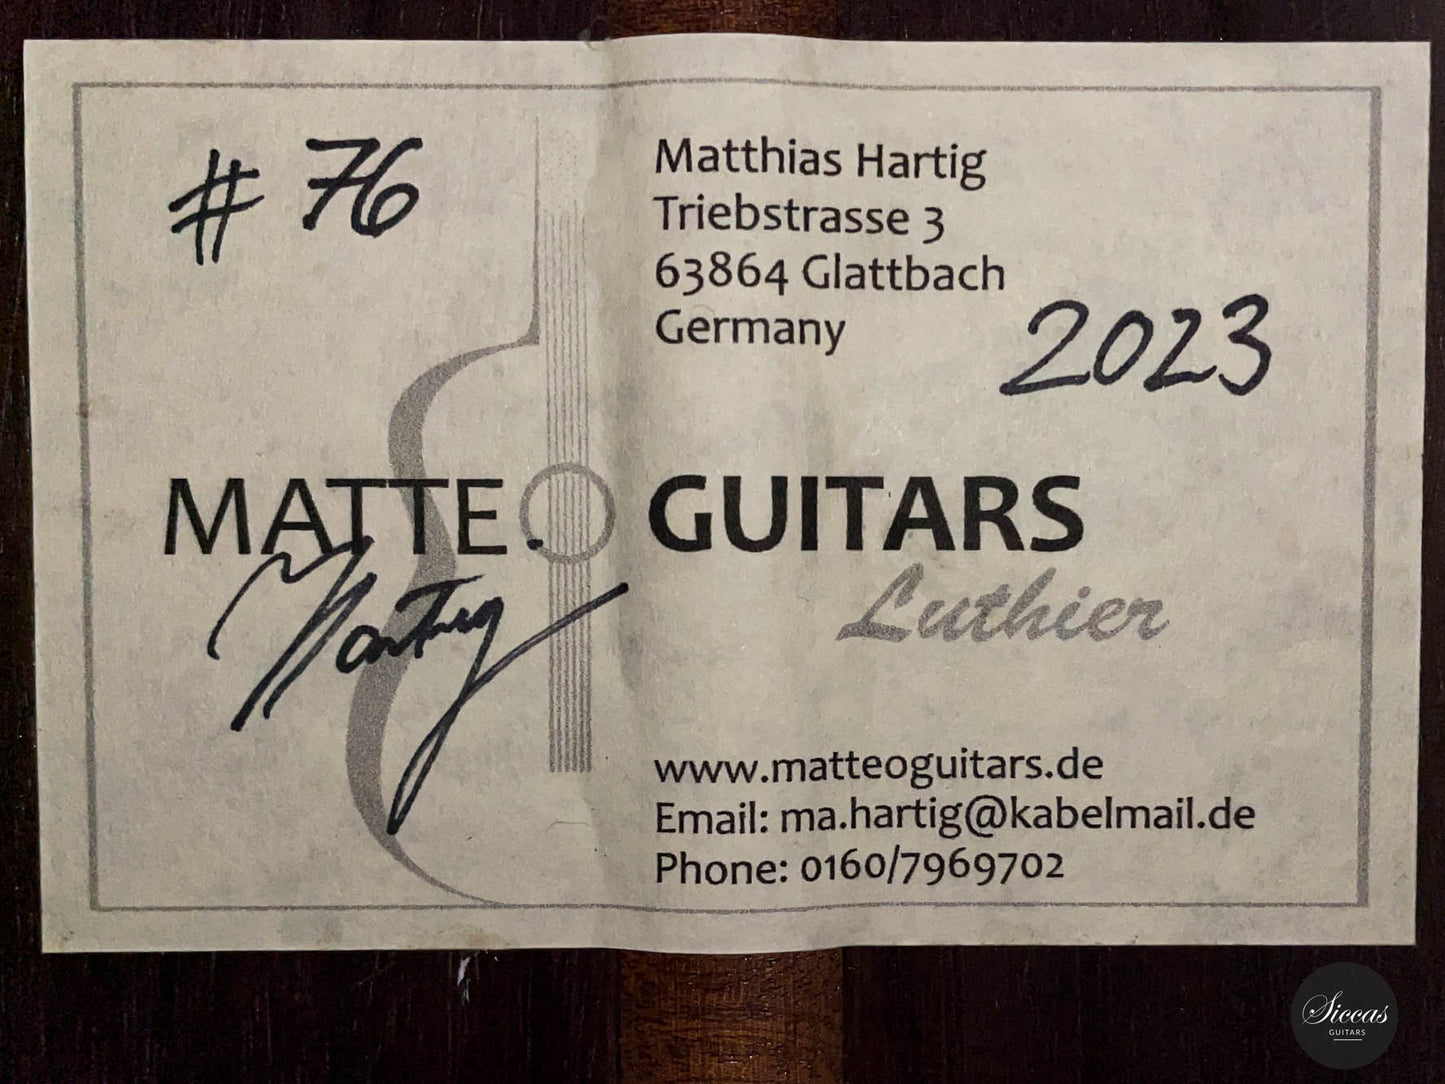 # 76
Matthias Hartig
Triebstrasse 3
63864 Glattbach
Germany
2023
MATTEO GUITARS
Hartig
Luthier
www.matteoguitars.de
Email: ma.hartig@kabelmail.de
Phone: 0160/7969702
Siccas
GUITARS